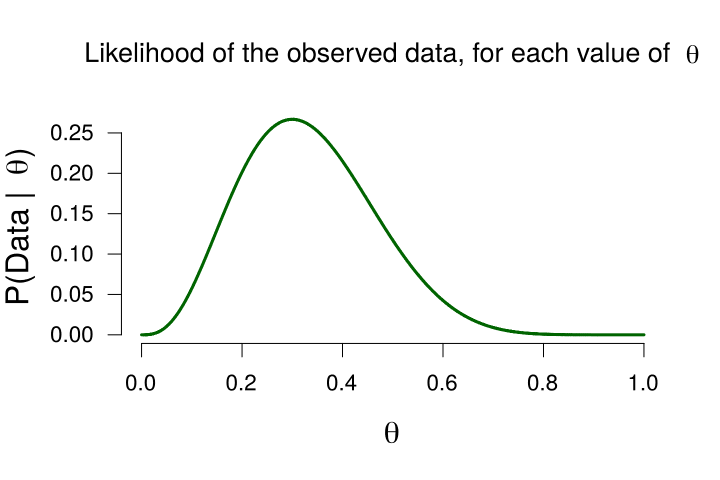 Likelihood of the observed data, for each value of θ
P(Data | θ)
0.25
0.20
0.15
0.10
0.05
0.00
0.0 0.2 0.4 0.6 0.8 1.0
θ